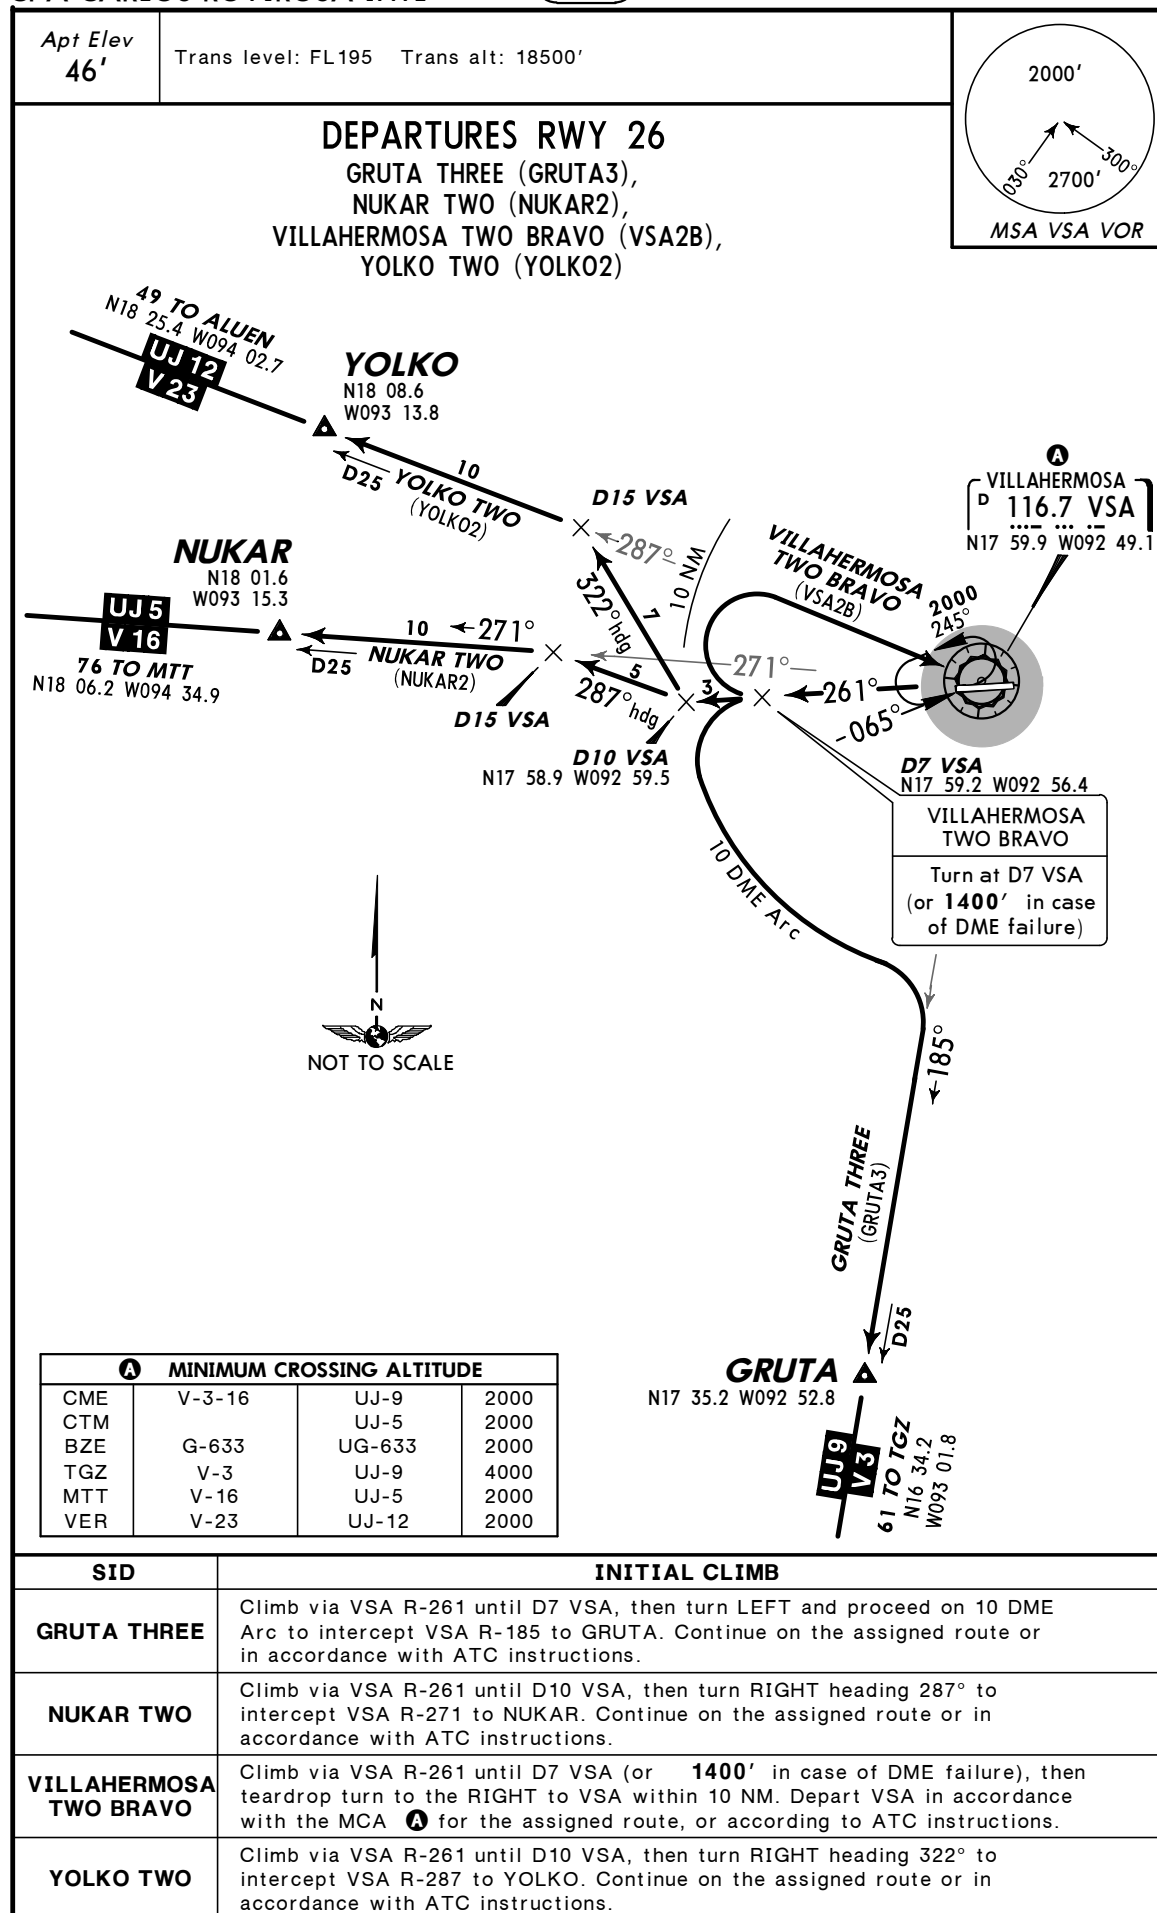 Apt Elev
46'
Trans level: FL195 Trans alt: 18500'
2000'
030°
300°
2700'
MSA VSA VOR
DEPARTURES RWY 26
GRUTA THREE (GRUTA3),
NUKAR TWO (NUKAR2),
VILLAHERMOSA TWO BRAVO (VSA2B),
YOLKO TWO (YOLKO2)
49 TO ALUEN
N18 25.4 W094 02.7
UJ 12
V 23
YOLKO
N18 08.6
W093 13.8
10
D25
YOLKO TWO
(YOLKO2)
D15 VSA
287°
322° hdg
7
10 NM
A
VILLAHERMOSA
D 116.7 VSA
N17 59.9 W092 49.1
VILLAHERMOSA
TWO BRAVO
(VSA2B)
2000
245°
NUKAR
N18 01.6
W093 15.3
UJ 5
V 16
76 TO MTT
N18 06.2 W094 34.9
10
271°
D25
NUKAR TWO
(NUKAR2)
D15 VSA
5
287° hdg
271°
3
261°
065°
D10 VSA
N17 58.9 W092 59.5
D7 VSA
N17 59.2 W092 56.4
VILLAHERMOSA
TWO BRAVO
Turn at D7 VSA
(or 1400' in case
of DME failure)
10 DME Arc
N
NOT TO SCALE
185°
GRUTA THREE
(GRUTA3)
D25
GRUTA
N17 35.2 W092 52.8
UJ 9
V 3
61 TO TGZ
N16 34.2
W093 01.8
A MINIMUM CROSSING ALTITUDE
CME V-3-16 UJ-9 2000
CTM UJ-5 2000
BZE G-633 UG-633 2000
TGZ V-3 UJ-9 4000
MTT V-16 UJ-5 2000
VER V-23 UJ-12 2000
SID INITIAL CLIMB
GRUTA THREE
Climb via VSA R-261 until D7 VSA, then turn LEFT and proceed on 10 DME
Arc to intercept VSA R-185 to GRUTA. Continue on the assigned route or
in accordance with ATC instructions.
NUKAR TWO
Climb via VSA R-261 until D10 VSA, then turn RIGHT heading 287° to
intercept VSA R-271 to NUKAR. Continue on the assigned route or in
accordance with ATC instructions.
VILLAHERMOSA
TWO BRAVO
Climb via VSA R-261 until D7 VSA (or 1400' in case of DME failure), then
teardrop turn to the RIGHT to VSA within 10 NM. Depart VSA in accordance
with the MCA A for the assigned route, or according to ATC instructions.
YOLKO TWO
Climb via VSA R-261 until D10 VSA, then turn RIGHT heading 322° to
intercept VSA R-287 to YOLKO. Continue on the assigned route or in
accordance with ATC instructions.